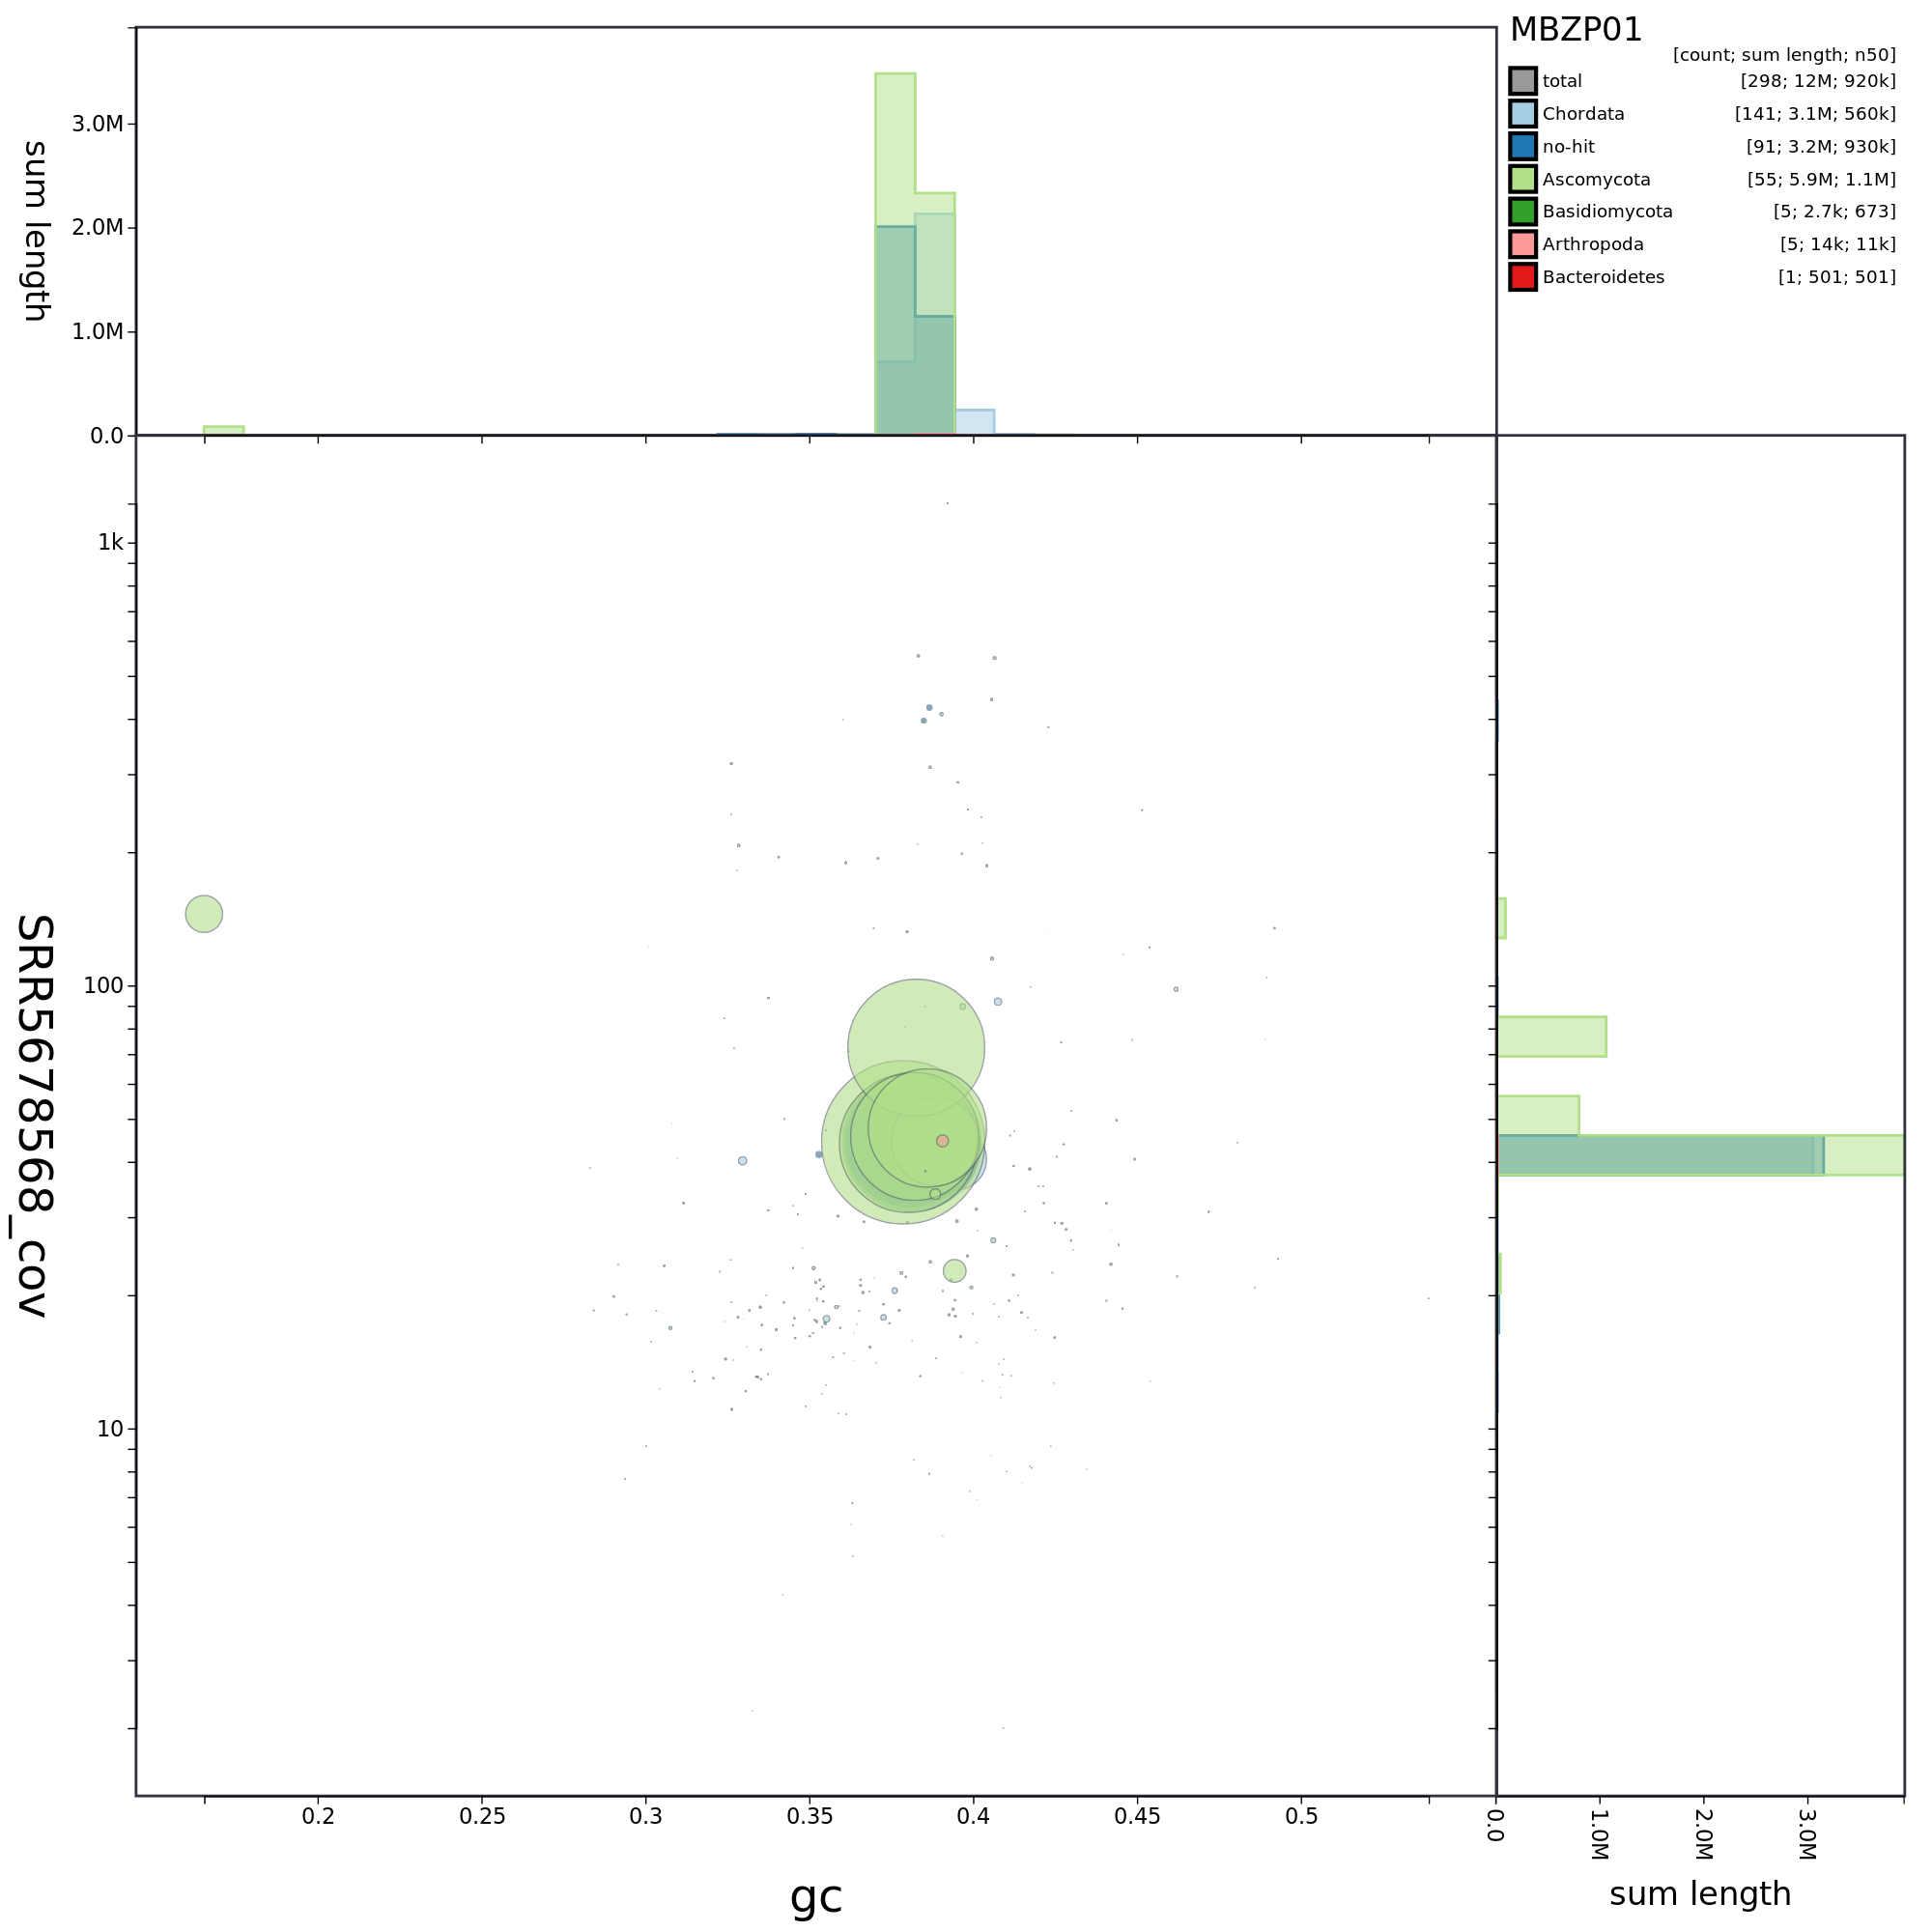 MBZP01
[count; sum length; n50]
total [298; 12M; 920k]
Chordata [141; 3.1M; 560k]
no-hit [91; 3.2M; 930k]
Ascomycota [55; 5.9M; 1.1M]
Basidiomycota [5; 2.7k; 673]
Arthropoda [5; 14k; 11k]
Bacteroidetes [1; 501; 501]
sum length
3.0M
2.0M
1.0M
0.0
SRR5678568_cov
1k
100
10
0.2 0.25 0.3 0.35 0.4 0.45 0.5
gc
0.0 1.0M 2.0M 3.0M
sum length